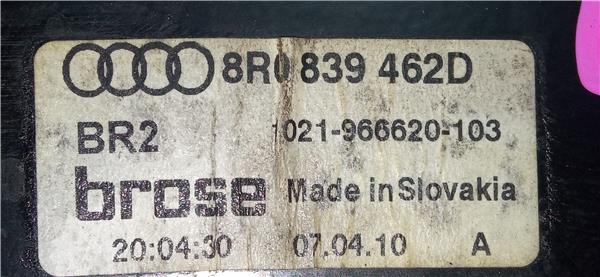 8R0 839 462D
BR2 1021-966620-103
brose Made in Slovakia
20:04:30 07.04.10 A